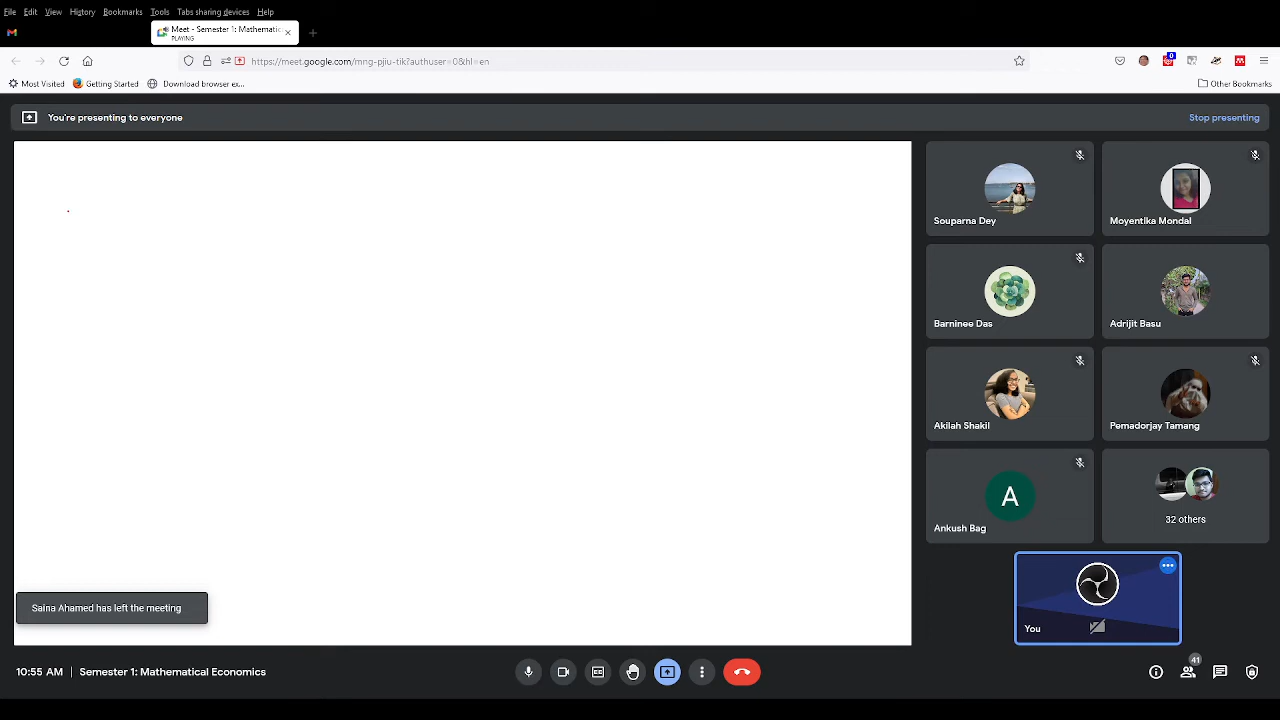 File Edit View History Bookmarks Tools Tabs sharing devices Help
Meet - Semester 1: Mathematic
PLAYING
https://meet.google.com/mng-pjiu-tik?authuser=0&hl=en
0
Most Visited Getting Started Download browser ex... Other Bookmarks
You're presenting to everyone Stop presenting
Souparna Dey Moyentika Mondal
Barninee Das Adrijit Basu
Akilah Shakil Pemadorjay Tamang
A
Ankush Bag 32 others
Saina Ahamed has left the meeting
You
10:55 AM | Semester 1: Mathematical Economics
41